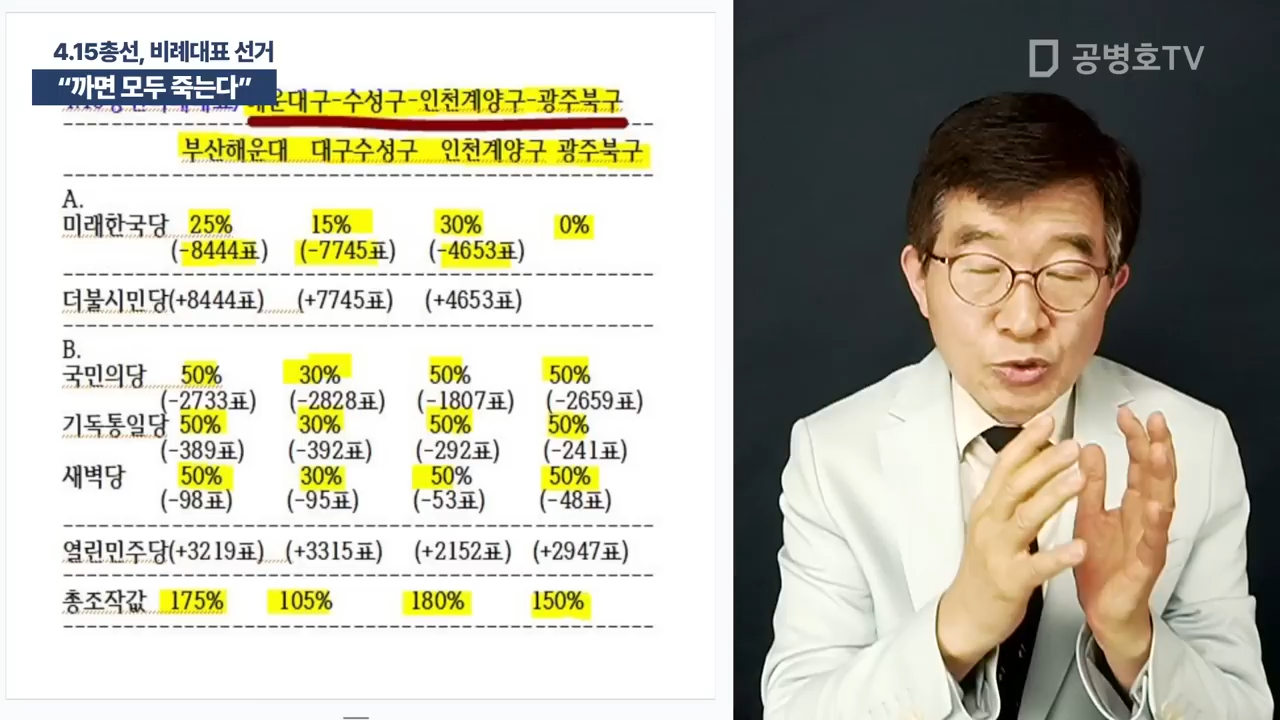 4.15총선, 비례대표 선거
“까면 모두 죽는다”
공병호TV
해운대구-수성구-인천계양구-광주북구
부산해운대 대구수성구 인천계양구 광주북구
A.
미래한국당 25% 15% 30% 0%
(-8444표) (-7745표) (-4653표)
더불시민당(+8444표) (+7745표) (+4653표)
B.
국민의당 50% 30% 50% 50%
(-2733표) (-2828표) (-1807표) (-2659표)
기독통일당 50% 30% 50% 50%
(-389표) (-392표) (-292표) (-241표)
새벽당 50% 30% 50% 50%
(-98표) (-95표) (-53표) (-48표)
열린민주당(+3219표) (+3315표) (+2152표) (+2947표)
총조작값 175% 105% 180% 150%